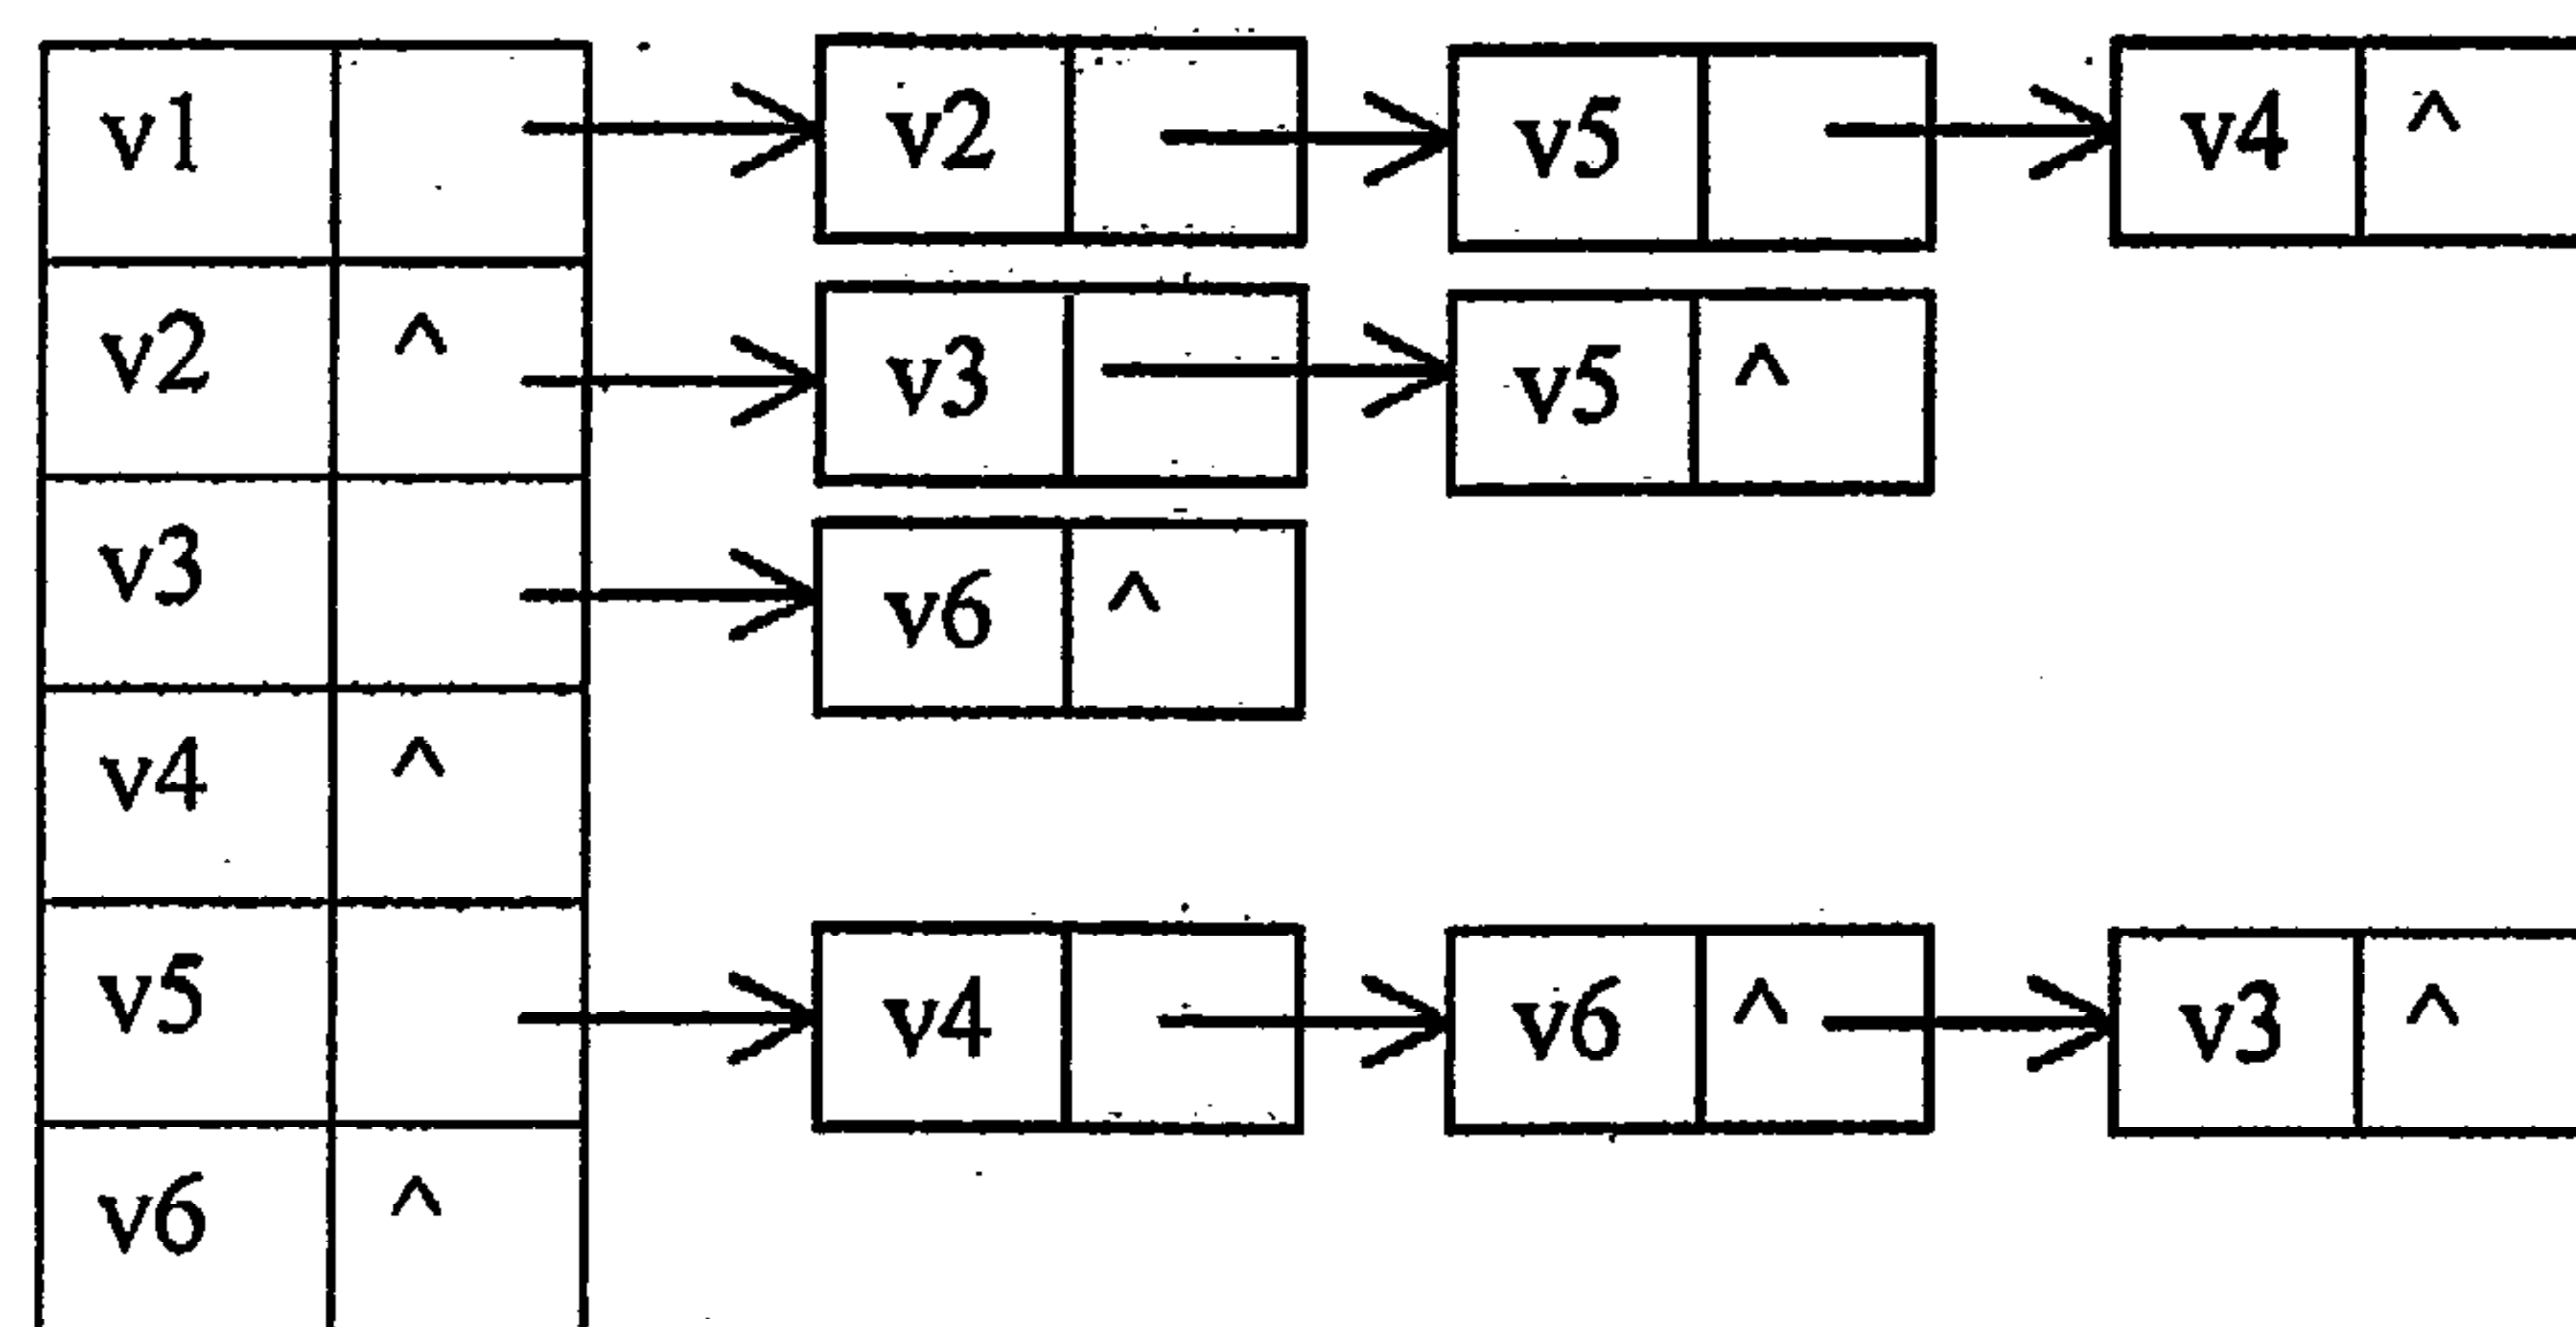 v1 v2 v5 v4 ^
v2 ^ v3 v5 ^
v3 v6 ^
v4 ^
v5 v4 v6 ^ v3 ^
v6 ^